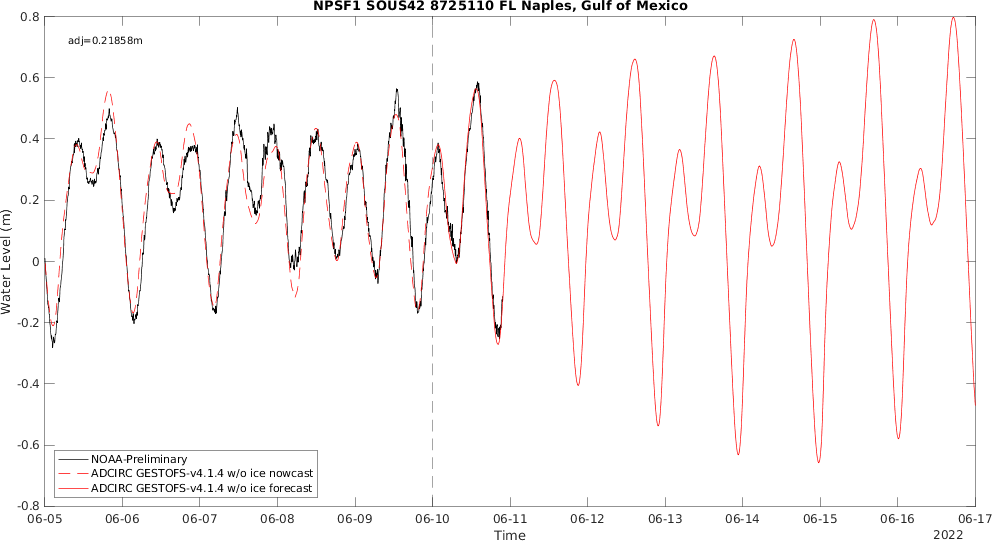 NPSF1 SOUS42 8725110 FL Naples, Gulf of Mexico
adj=0.21858m
0.8
0.6
0.4
0.2
0
-0.2
-0.4
-0.6
-0.8
Water Level (m)
NOAA-Preliminary
ADCIRC GESTOFS-v4.1.4 w/o ice nowcast
ADCIRC GESTOFS-v4.1.4 w/o ice forecast
06-05 06-06 06-07 06-08 06-09 06-10 06-11 06-12 06-13 06-14 06-15 06-16 06-17
Time
2022